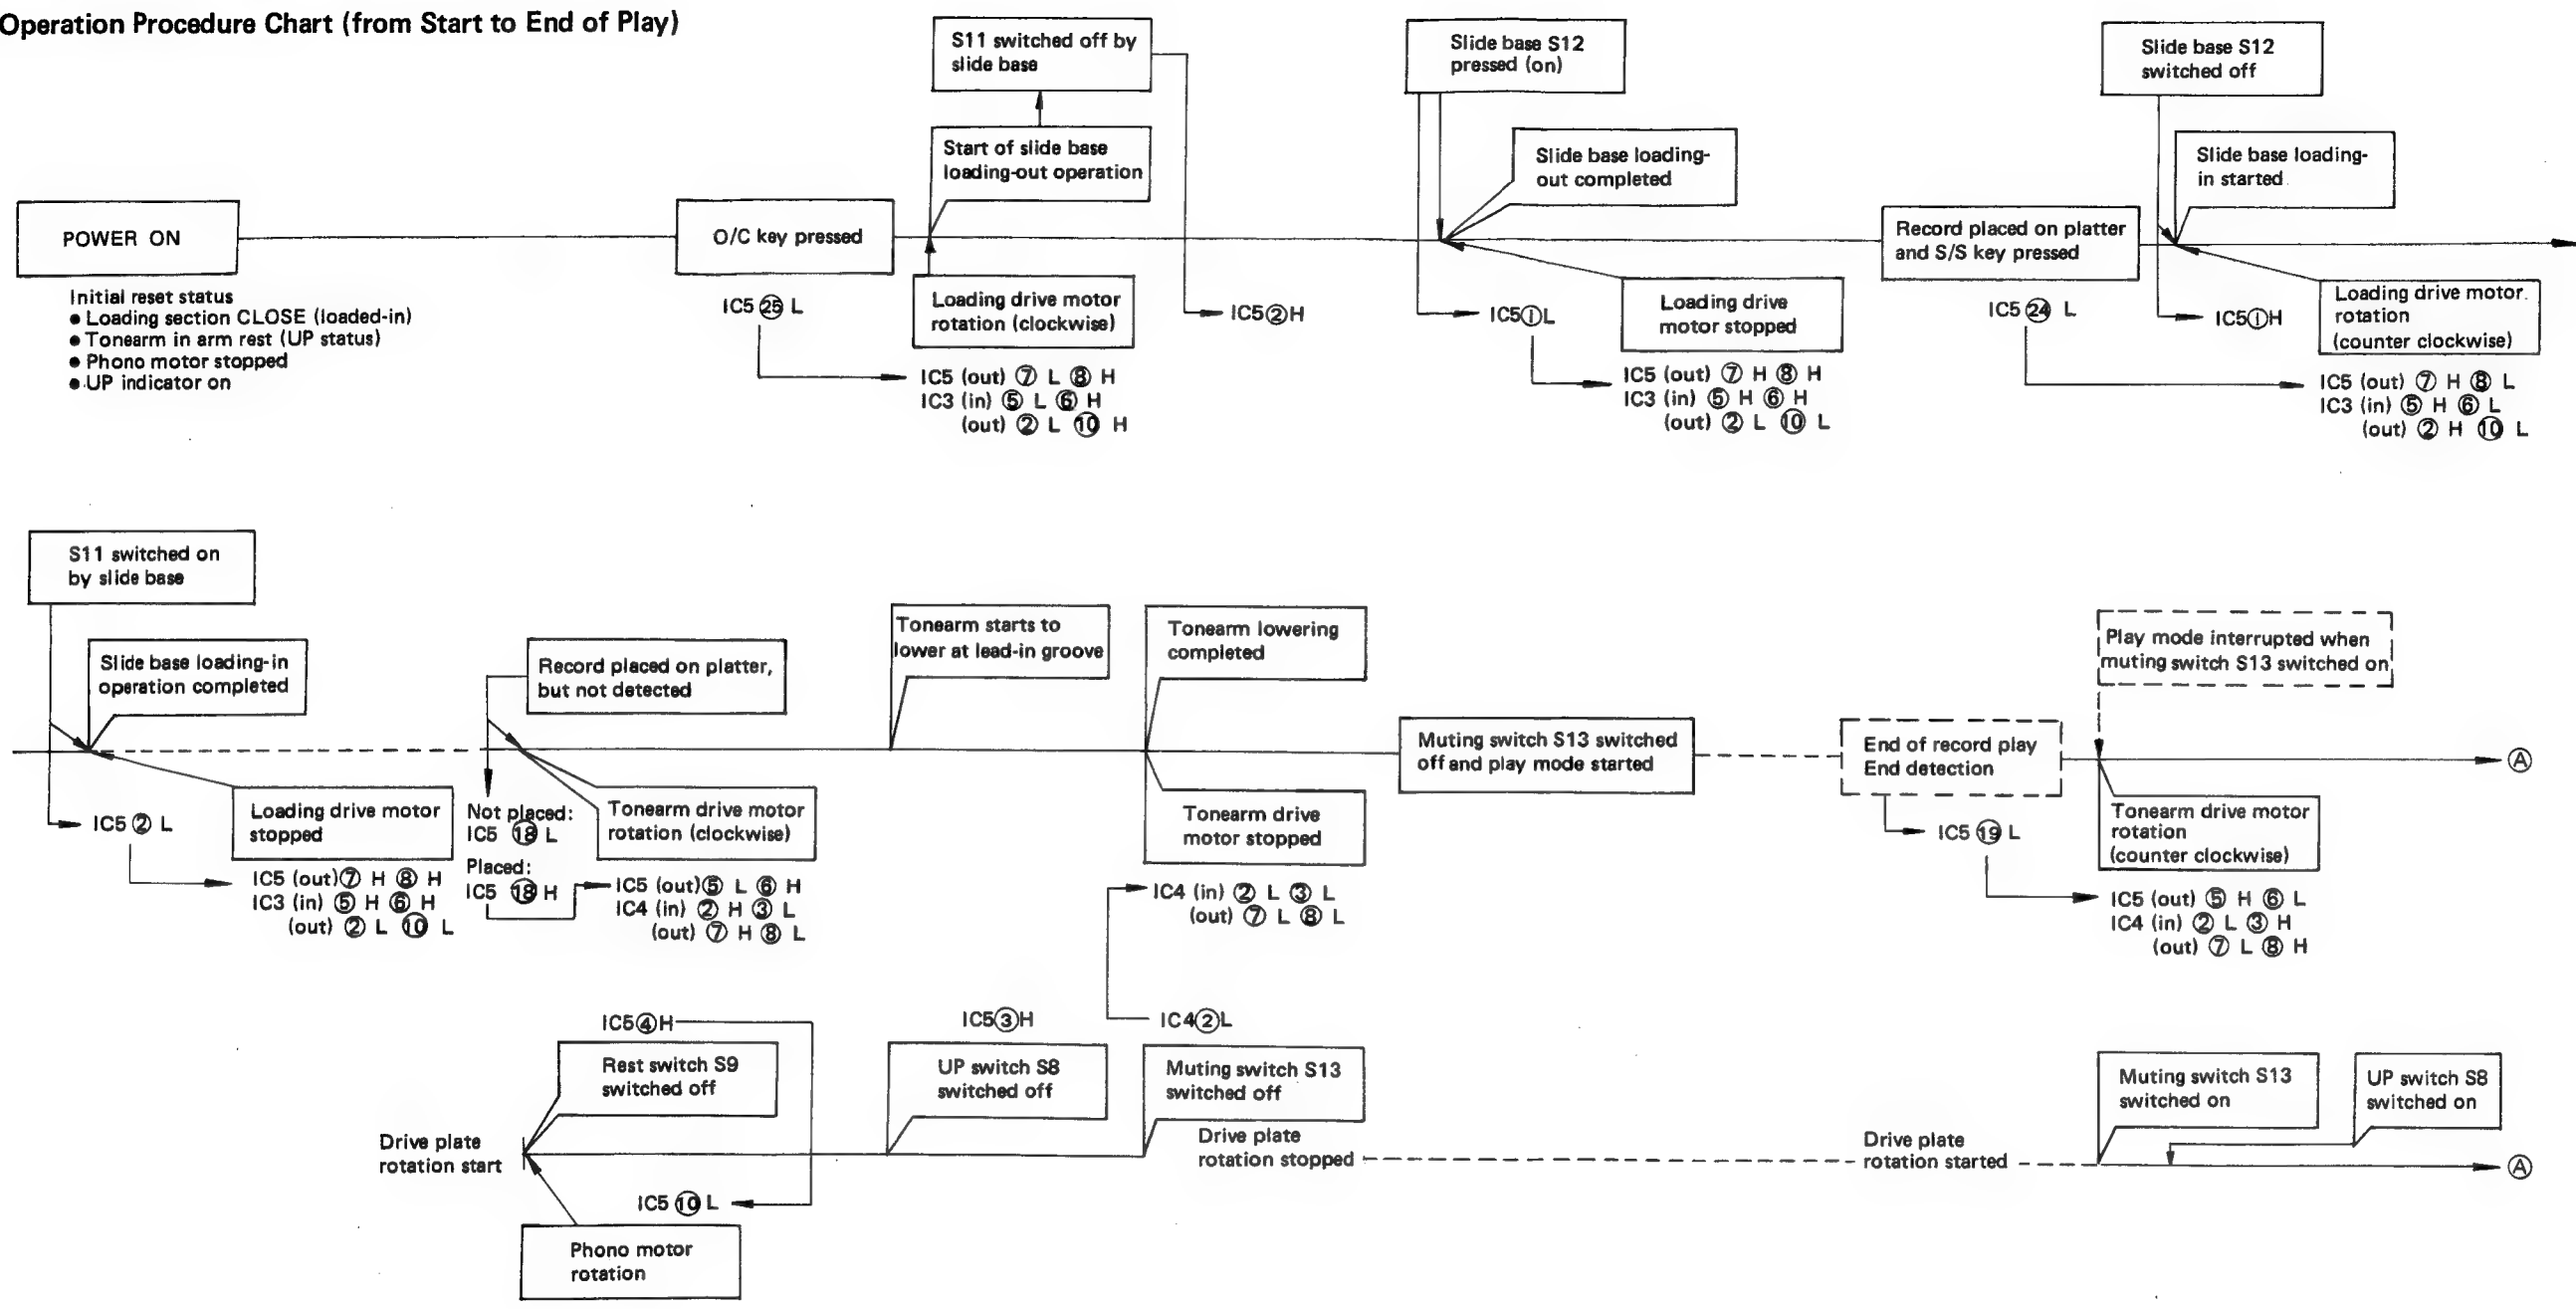 Operation Procedure Chart (from Start to End of Play)
S11 switched off by
slide base
Start of slide base
loading-out operation
POWER ON
Initial reset status
● Loading section CLOSE (loaded-in)
● Tonearm in arm rest (UP status)
● Phono motor stopped
● UP indicator on
O/C key pressed
IC5 ㉕ L
Loading drive motor
rotation (clockwise)
IC5 (out) ⑦ L ⑧ H
IC3 (in) ⑤ L ⑥ H
(out) ② L ⑩ H
IC5②H
Slide base S12
pressed (on)
Slide base loading-
out completed
IC5①L
Loading drive
motor stopped
IC5 (out) ⑦ H ⑧ H
IC3 (in) ⑤ H ⑥ H
(out) ② L ⑩ L
Record placed on platter
and S/S key pressed
IC5 ㉔ L
Slide base S12
switched off
Slide base loading-
in started
IC5①H
Loading drive motor
rotation
(counter clockwise)
IC5 (out) ⑦ H ⑧ L
IC3 (in) ⑤ H ⑥ L
(out) ② H ⑩ L
S11 switched on
by slide base
Slide base loading-in
operation completed
IC5 ② L
Loading drive motor
stopped
IC5 (out)⑦ H ⑧ H
IC3 (in) ⑤ H ⑥ H
(out) ② L ⑩ L
Record placed on platter,
but not detected
Not placed:
IC5 ⑱ L
Placed:
IC5 ⑱ H
Tonearm drive motor
rotation (clockwise)
IC5 (out)⑤ L ⑥ H
IC4 (in) ② H ③ L
(out) ⑦ H ⑧ L
Tonearm starts to
lower at lead-in groove
Tonearm lowering
completed
Tonearm drive
motor stopped
IC4 (in) ② L ③ L
(out) ⑦ L ⑧ L
Muting switch S13 switched
off and play mode started
End of record play
End detection
IC5 ⑲ L
Play mode interrupted when
muting switch S13 switched on
Tonearm drive motor
rotation
(counter clockwise)
IC5 (out) ⑤ H ⑥ L
IC4 (in) ② L ③ H
(out) ⑦ L ⑧ H
Ⓐ
IC5④H
Rest switch S9
switched off
Drive plate
rotation start
IC5 ⑩ L
Phono motor
rotation
IC5③H
UP switch S8
switched off
IC4②L
Muting switch S13
switched off
Drive plate
rotation stopped
Drive plate
rotation started
Muting switch S13
switched on
UP switch S8
switched on
Ⓐ